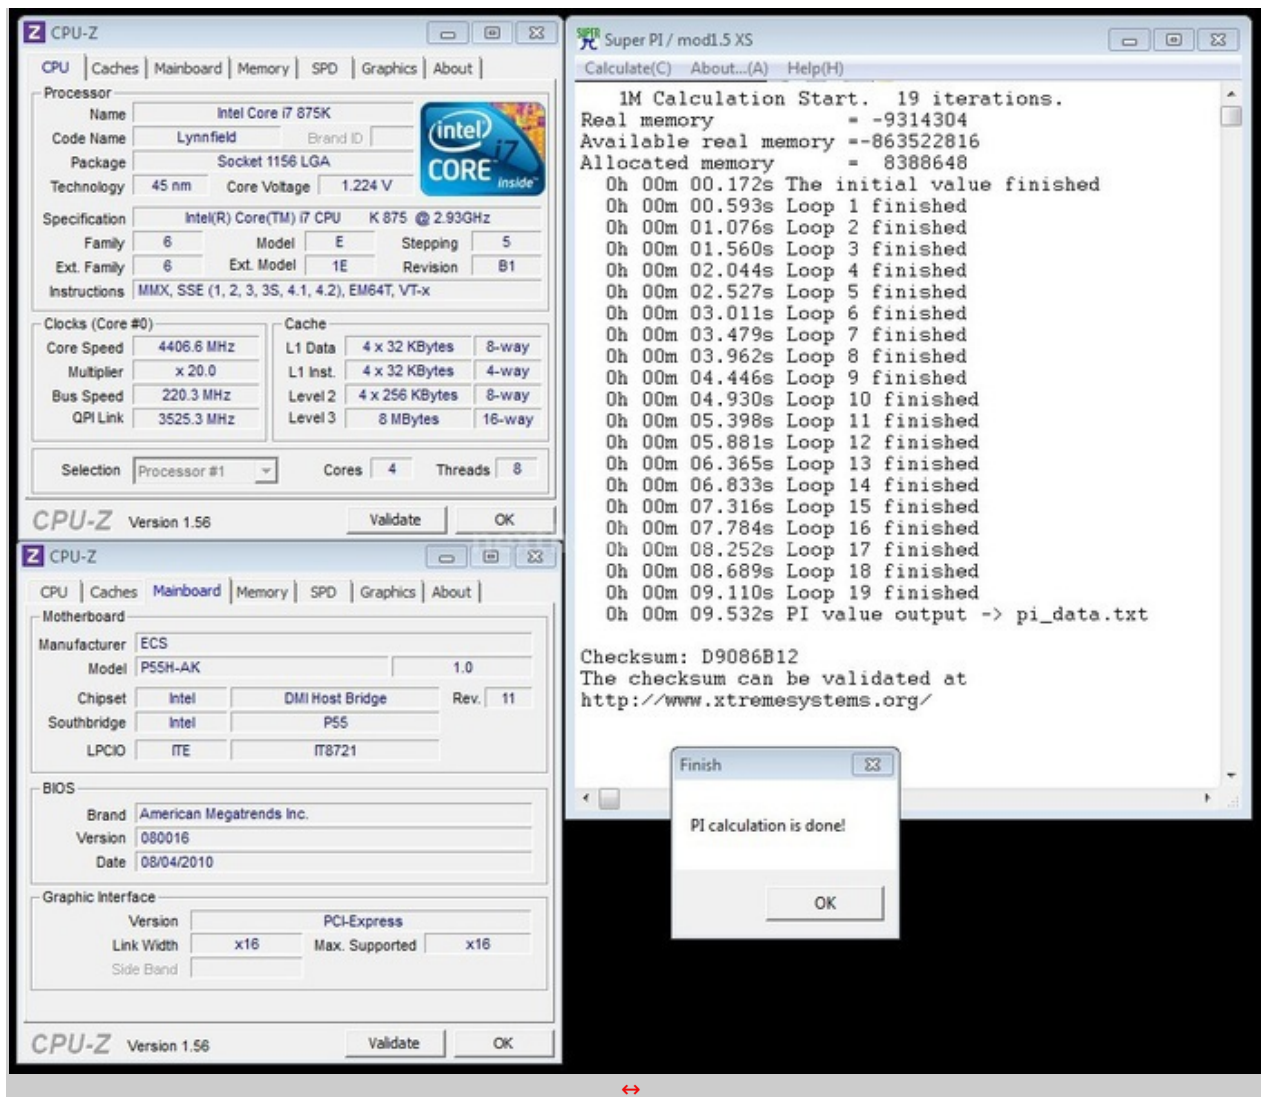 CPU-Z
CPU Caches Mainboard Memory SPD Graphics About
Processor
Name Intel Core i7 875K
Code Name Lynnfield Brand ID
Package Socket 1156 LGA
Technology 45 nm Core Voltage 1.224 V
intel CORE i7 inside™
Specification Intel(R) Core(TM) i7 CPU K 875 @ 2.93GHz
Family 6 Model E Stepping 5
Ext. Family 6 Ext. Model 1E Revision B1
Instructions MMX, SSE (1, 2, 3, 3S, 4.1, 4.2), EM64T, VT-x
Clocks (Core #0)
Core Speed 4406.6 MHz
Multiplier x 20.0
Bus Speed 220.3 MHz
QPI Link 3525.3 MHz
Cache
L1 Data 4 x 32 KBytes 8-way
L1 Inst. 4 x 32 KBytes 4-way
Level 2 4 x 256 KBytes 8-way
Level 3 8 MBytes 16-way
Selection Processor #1 Cores 4 Threads 8
CPU-Z Version 1.56 Validate OK
CPU-Z
CPU Caches Mainboard Memory SPD Graphics About
Motherboard
Manufacturer ECS
Model P55H-AK 1.0
Chipset Intel DMI Host Bridge Rev. 11
Southbridge Intel P55
LPCIO ITE IT8721
BIOS
Brand American Megatrends Inc.
Version 080016
Date 08/04/2010
Graphic Interface
Version PCI-Express
Link Width x16 Max. Supported x16
Side Band
CPU-Z Version 1.56 Validate OK
SUPER π Super PI / mod1.5 XS
Calculate(C) About...(A) Help(H)
1M Calculation Start. 19 iterations.
Real memory = -9314304
Available real memory =-863522816
Allocated memory = 8388648
0h 00m 00.172s The initial value finished
0h 00m 00.593s Loop 1 finished
0h 00m 01.076s Loop 2 finished
0h 00m 01.560s Loop 3 finished
0h 00m 02.044s Loop 4 finished
0h 00m 02.527s Loop 5 finished
0h 00m 03.011s Loop 6 finished
0h 00m 03.479s Loop 7 finished
0h 00m 03.962s Loop 8 finished
0h 00m 04.446s Loop 9 finished
0h 00m 04.930s Loop 10 finished
0h 00m 05.398s Loop 11 finished
0h 00m 05.881s Loop 12 finished
0h 00m 06.365s Loop 13 finished
0h 00m 06.833s Loop 14 finished
0h 00m 07.316s Loop 15 finished
0h 00m 07.784s Loop 16 finished
0h 00m 08.252s Loop 17 finished
0h 00m 08.689s Loop 18 finished
0h 00m 09.110s Loop 19 finished
0h 00m 09.532s PI value output -> pi_data.txt
Checksum: D9086B12
The checksum can be validated at
http://www.xtremesystems.org/
Finish
PI calculation is done!
OK